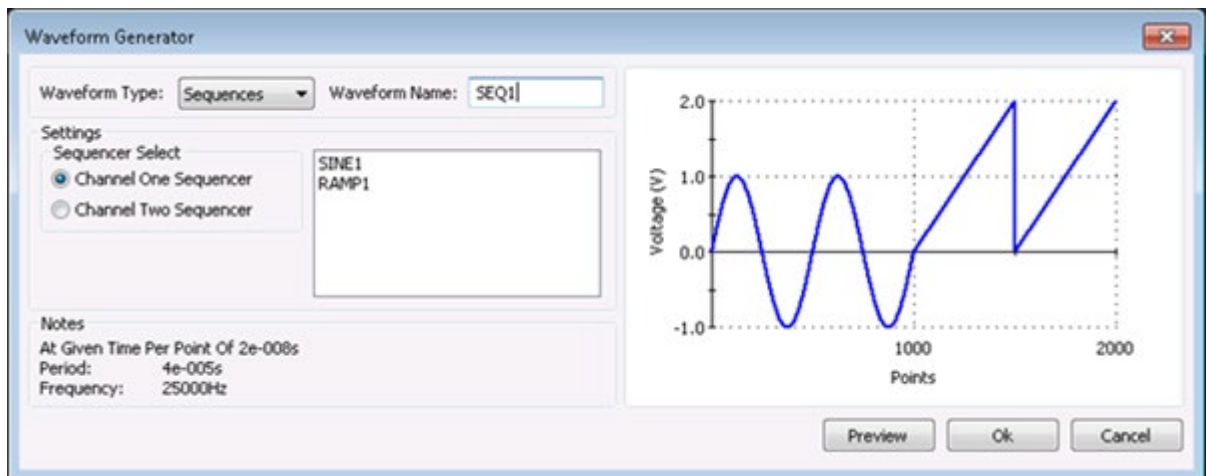 Waveform Generator
Waveform Type: Sequences Waveform Name: SEQ1
Settings
Sequencer Select
Channel One Sequencer
Channel Two Sequencer
SINE1
RAMP1
Notes
At Given Time Per Point Of 2e-008s
Period: 4e-005s
Frequency: 25000Hz
Voltage (V)
2.0
1.0
0.0
-1.0
1000 2000
Points
Preview Ok Cancel